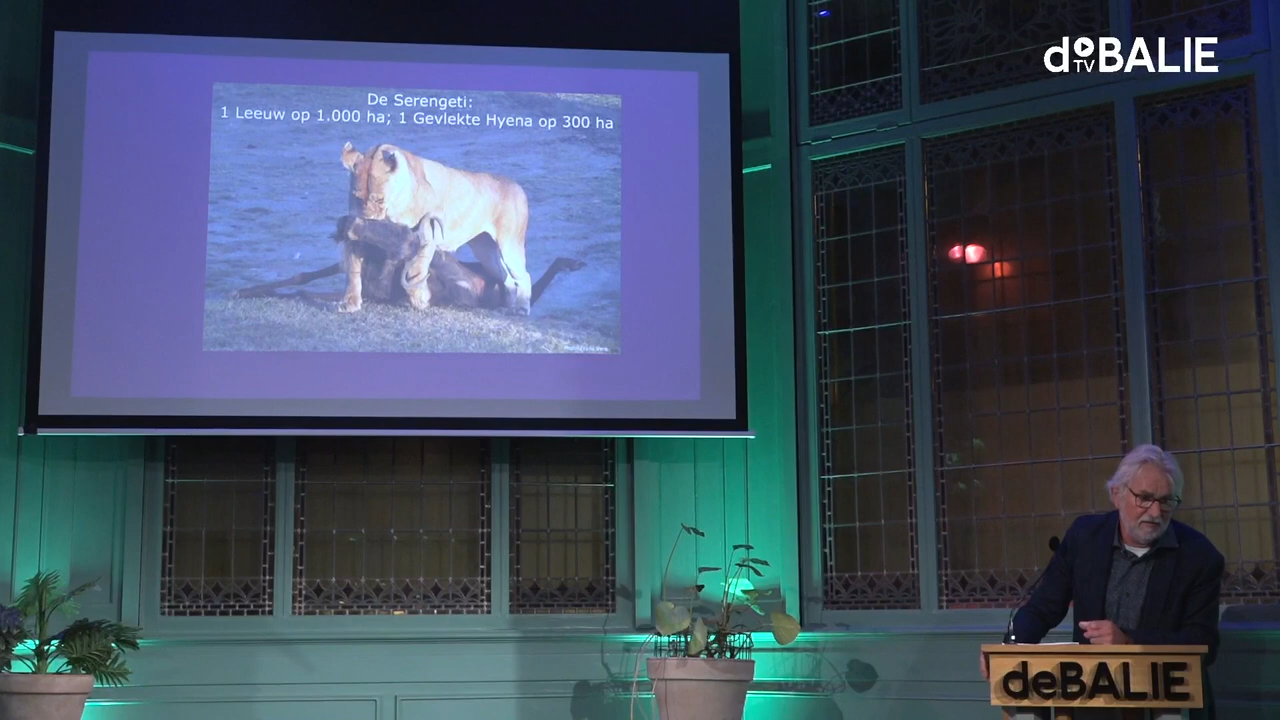 deBALIE
TV
De Serengeti:
1 Leeuw op 1.000 ha; 1 Gevlekte Hyena op 300 ha
deBALIE